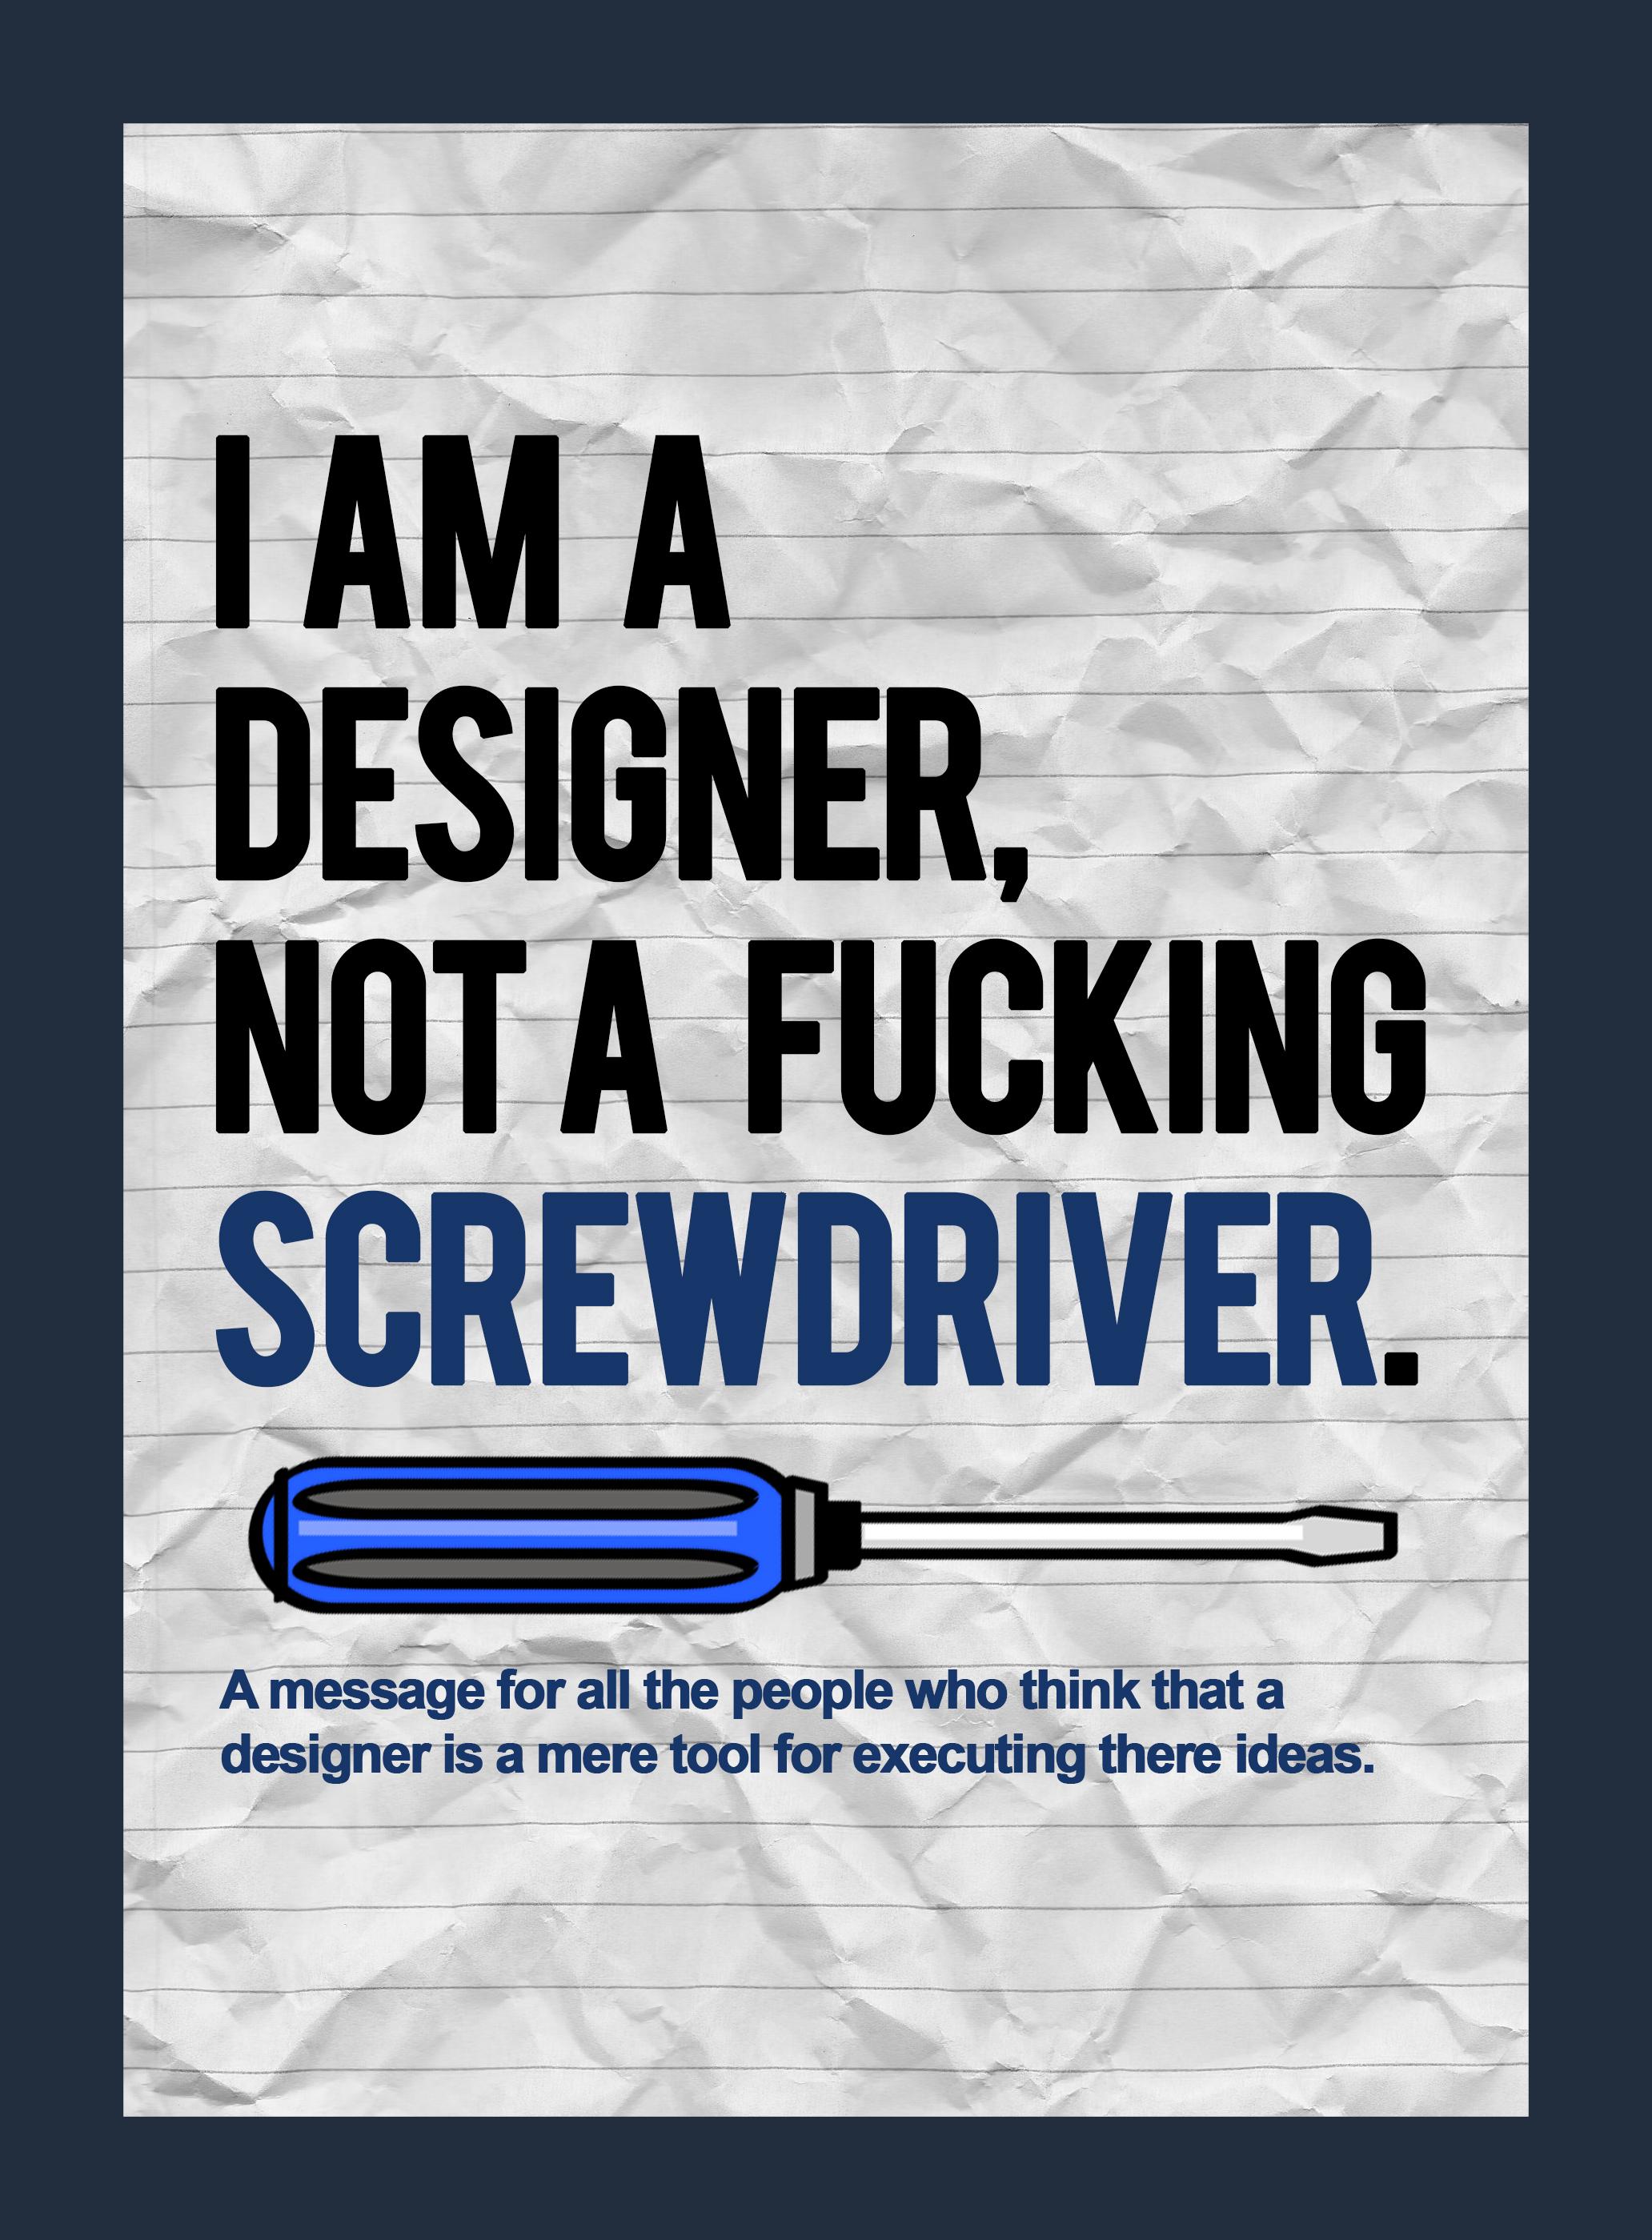 I AM A
DESIGNER,
NOT A FUCKING
SCREWDRIVER.
A message for all the people who think that a
designer is a mere tool for executing there ideas.